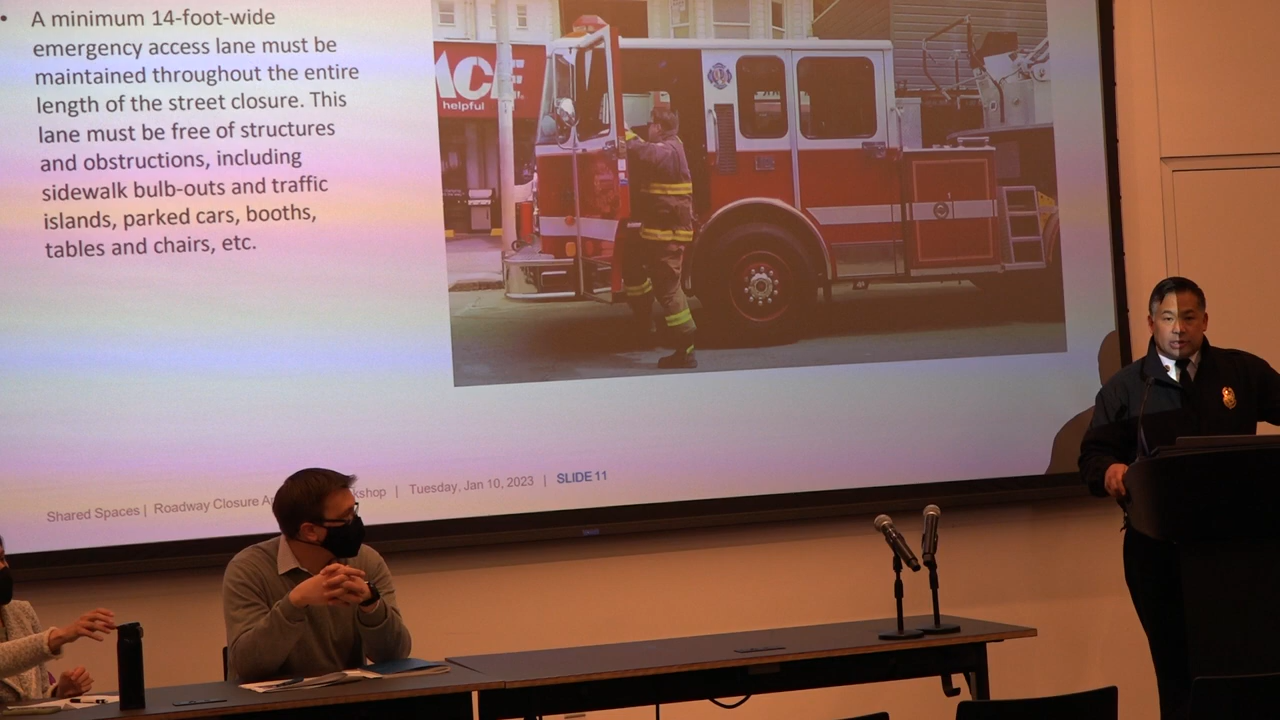 • A minimum 14-foot-wide
emergency access lane must be
maintained throughout the entire
length of the street closure. This
lane must be free of structures
and obstructions, including
sidewalk bulb-outs and traffic
islands, parked cars, booths,
tables and chairs, etc.
ACE
helpful
Shared Spaces | Roadway Closure | Tuesday, Jan 10, 2023 | SLIDE 11